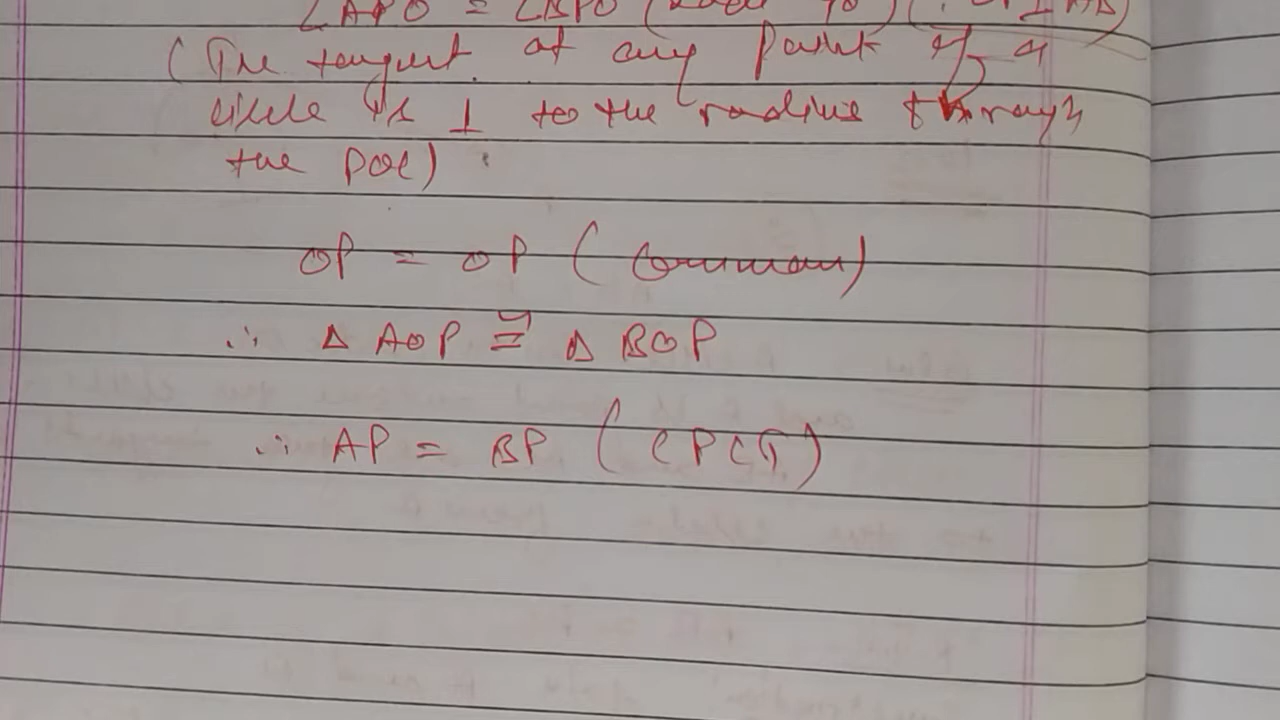 ∠APO = ∠BPO (
(The tangent at any point of a
circle is ⊥ to the radius through
the poc)
OP = OP (common)
∴ Δ AOP ≅ Δ BOP
∴ AP = BP (CPCT)